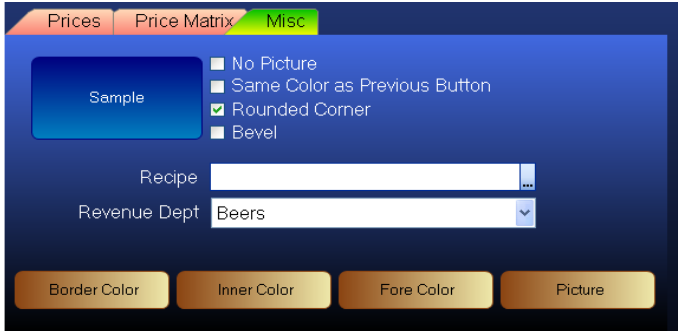 Prices Price Matrix Misc
No Picture
Same Color as Previous Button
Sample
Rounded Corner
Bevel
Recipe
...
Revenue Dept Beers
Border Color Inner Color Fore Color Picture